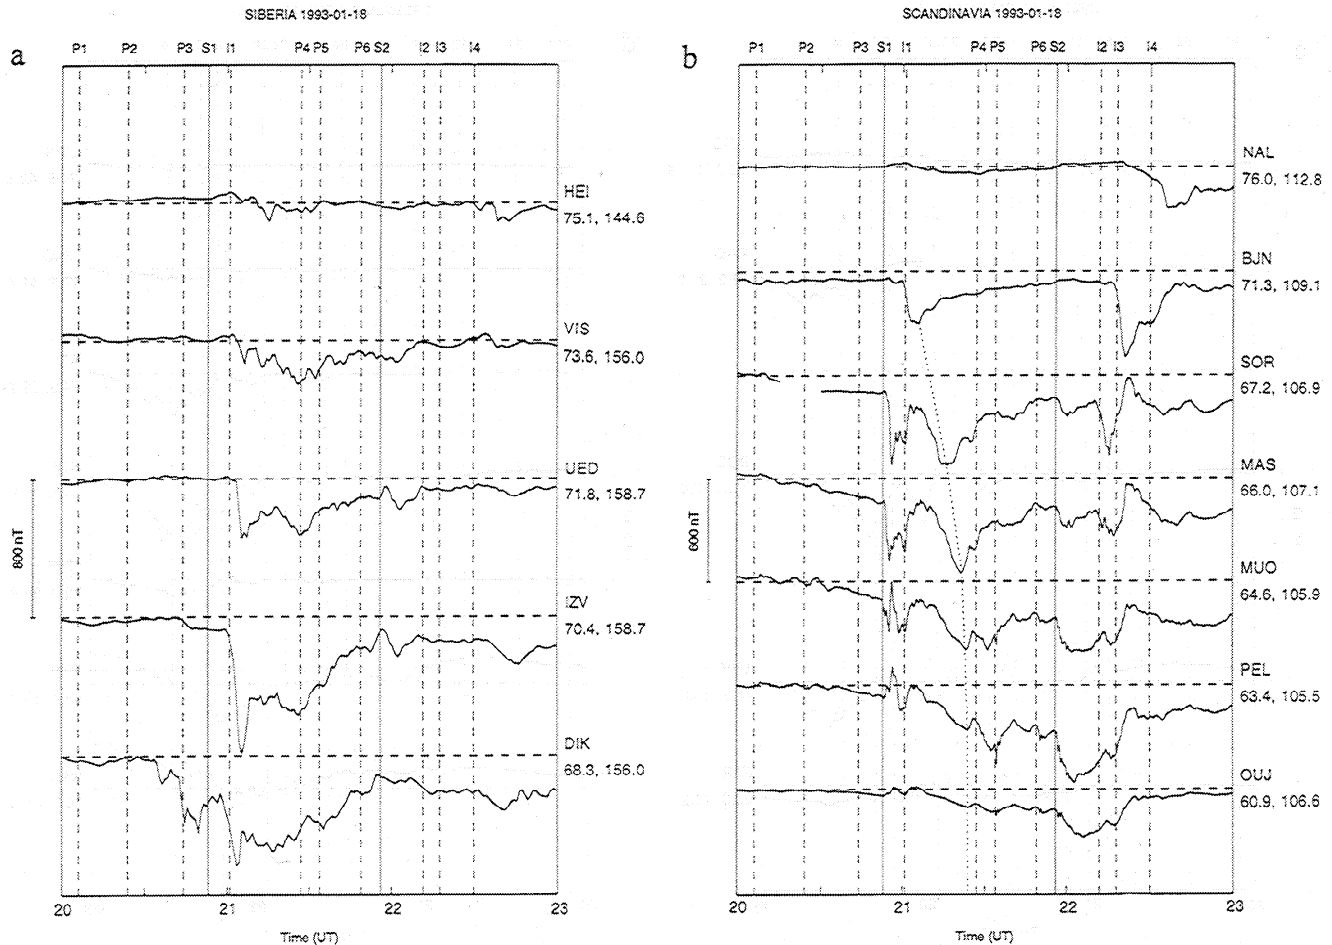 SIBERIA 1993-01-18
a
P1 P2 P3 S1 I1 P4 P5 P6 S2 I2 I3 I4
HEI
75.1, 144.6
VIS
73.6, 156.0
UED
71.8, 158.7
IZV
70.4, 158.7
DIK
68.3, 156.0
800 nT
20 21 22 23
Time (UT)
SCANDINAVIA 1993-01-18
b
P1 P2 P3 S1 I1 P4 P5 P6 S2 I2 I3 I4
NAL
76.0, 112.8
BJN
71.3, 109.1
SOR
67.2, 106.9
MAS
66.0, 107.1
MUO
64.6, 105.9
PEL
63.4, 105.5
OUJ
60.9, 106.6
600 nT
20 21 22 23
Time (UT)